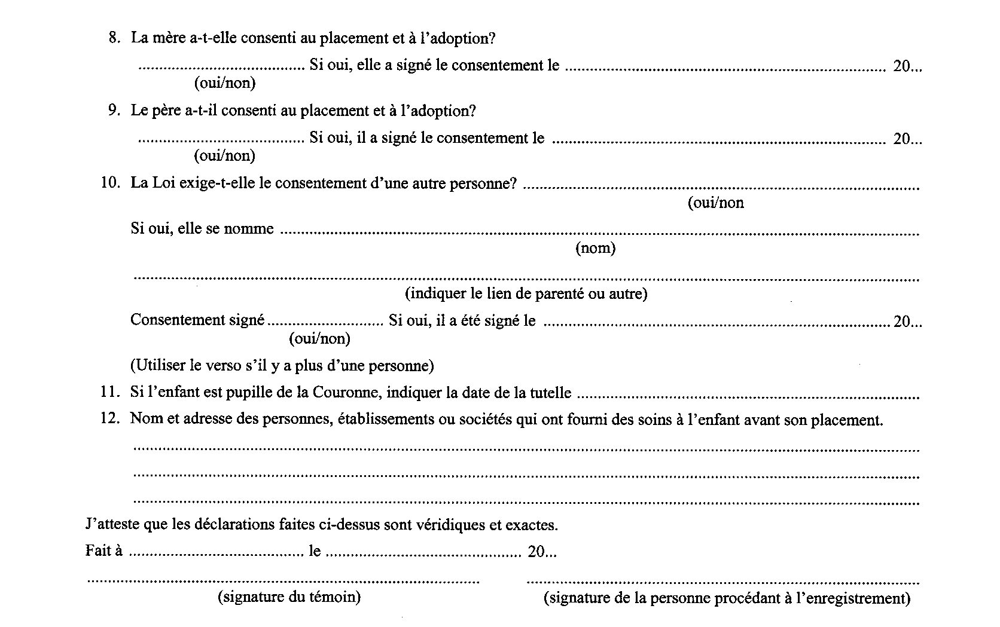 8. La mère a-t-elle consenti au placement et à l’adoption?
........................................ Si oui, elle a signé le consentement le ............................................................................. 20...
(oui/non)
9. Le père a-t-il consenti au placement et à l’adoption?
........................................ Si oui, il a signé le consentement le ................................................................................ 20...
(oui/non)
10. La Loi exige-t-elle le consentement d’une autre personne? ...............................................................................................
(oui/non
Si oui, elle se nomme .........................................................................................................................................................
(nom)
.............................................................................................................................................................................................
(indiquer le lien de parenté ou autre)
Consentement signé............................ Si oui, il a été signé le ................................................................................... 20...
(oui/non)
(Utiliser le verso s’il y a plus d’une personne)
11. Si l’enfant est pupille de la Couronne, indiquer la date de la tutelle ..................................................................................
12. Nom et adresse des personnes, établissements ou sociétés qui ont fourni des soins à l’enfant avant son placement.
.............................................................................................................................................................................................
.............................................................................................................................................................................................
.............................................................................................................................................................................................
J’atteste que les déclarations faites ci-dessus sont véridiques et exactes.
Fait à .......................................... le ............................................... 20...
.............................................................................................. ..............................................................................................
(signature du témoin) (signature de la personne procédant à l’enregistrement)